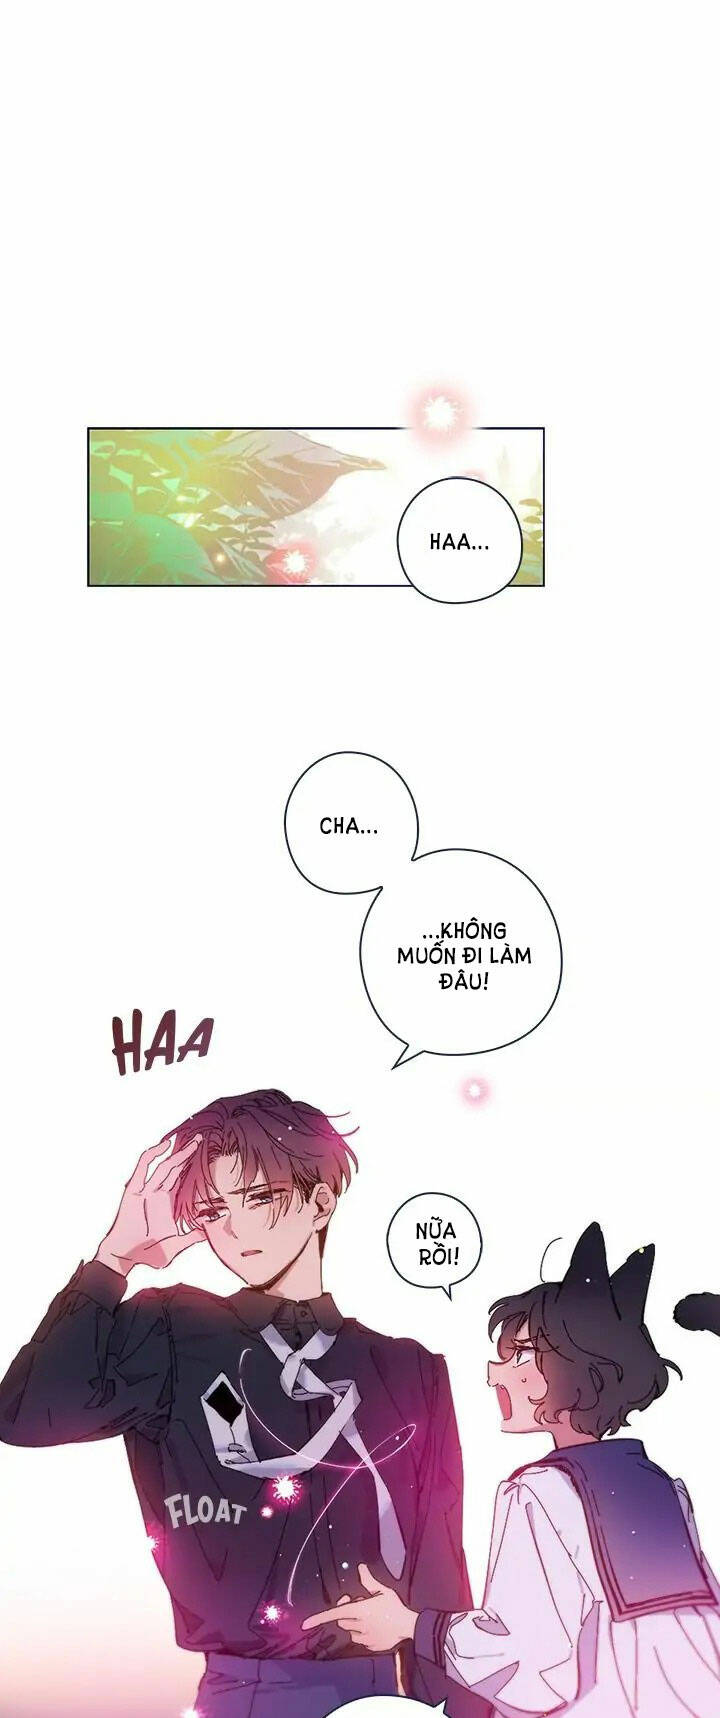 HAA...
CHA...
...KHÔNG
MUỐN ĐI LÀM
ĐÂU!
HAA
NỮA
RỒI!
FLOAT